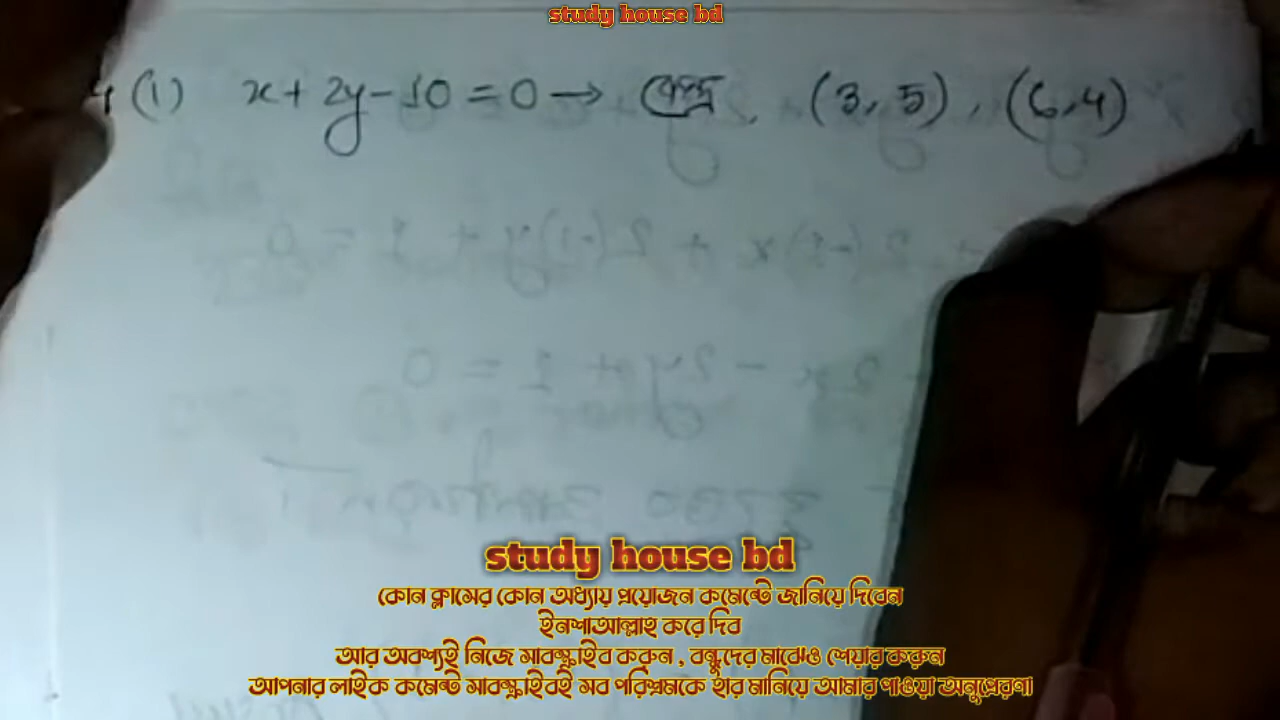 study house bd
4 (1) x + 2y - 10 = 0 → কেন্দ্র, (3, 5), (6, 4)
study house bd
কোন ক্লাসের কোন অধ্যায় প্রয়োজন কমেন্টে জানিয়ে দিবেন
ইনশাআল্লাহ করে দিব
আর অবশ্যই নিজে সাবস্ক্রাইব করুন , বন্ধুদের মাঝেও শেয়ার করুন
আপনার লাইক কমেন্ট সাবস্ক্রাইবই সব পরিশ্রমকে হার মানিয়ে আমার পাওয়া অনুপ্রেরণা